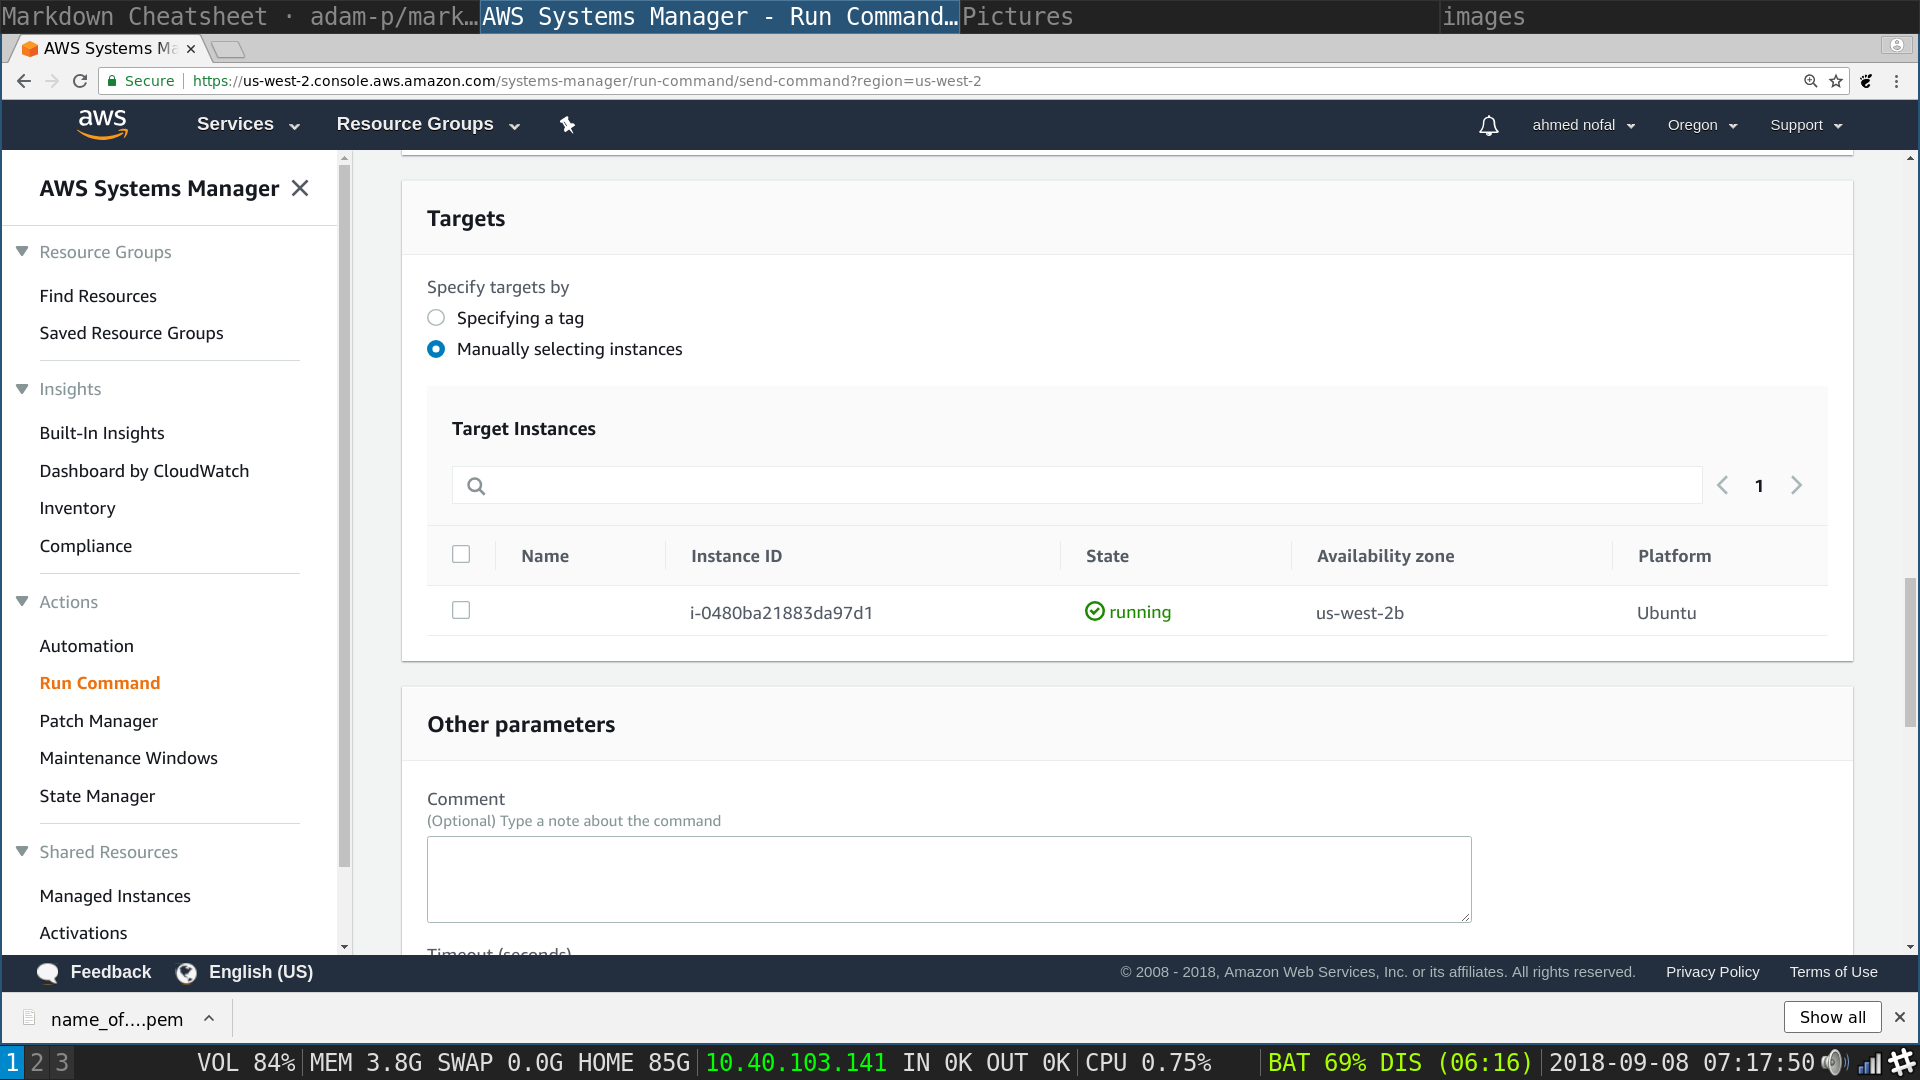 Markdown Cheatsheet · adam-p/mark… AWS Systems Manager - Run Command… Pictures images
AWS Systems Ma
Secure https://us-west-2.console.aws.amazon.com/systems-manager/run-command/send-command?region=us-west-2
aws Services Resource Groups ahmed nofal Oregon Support
AWS Systems Manager
Resource Groups
Find Resources
Saved Resource Groups
Insights
Built-In Insights
Dashboard by CloudWatch
Inventory
Compliance
Actions
Automation
Run Command
Patch Manager
Maintenance Windows
State Manager
Shared Resources
Managed Instances
Activations
Targets
Specify targets by
Specifying a tag
Manually selecting instances
Target Instances
1
Name Instance ID State Availability zone Platform
i-0480ba21883da97d1 running us-west-2b Ubuntu
Other parameters
Comment
(Optional) Type a note about the command
Timeout (seconds)
Feedback English (US) © 2008 - 2018, Amazon Web Services, Inc. or its affiliates. All rights reserved. Privacy Policy Terms of Use
name_of....pem Show all
1 2 3 VOL 84% MEM 3.8G SWAP 0.0G HOME 85G 10.40.103.141 IN 0K OUT 0K CPU 0.75% BAT 69% DIS (06:16) 2018-09-08 07:17:50